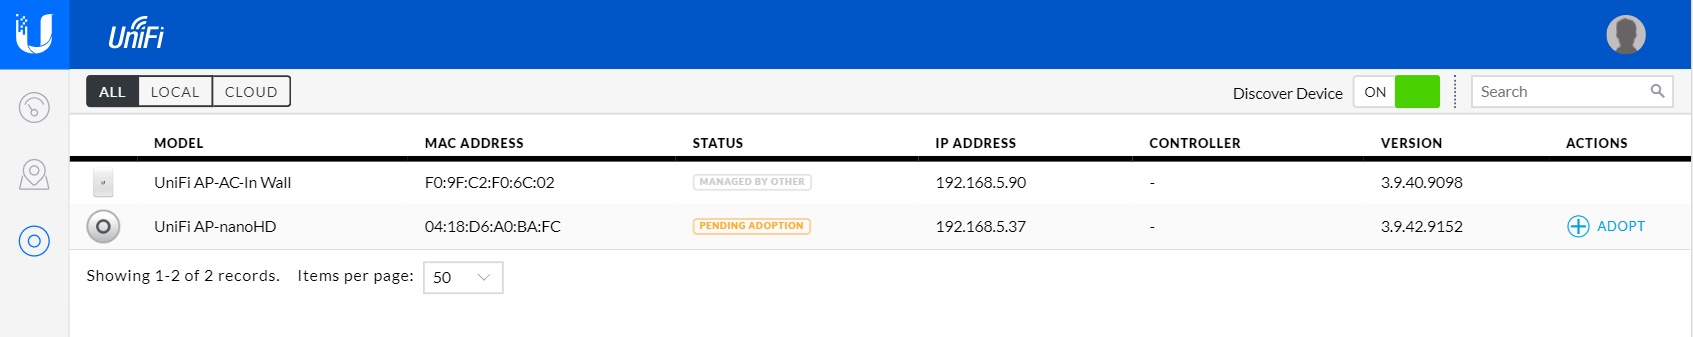 UniFi
ALL LOCAL CLOUD Discover Device ON Search
MODEL MAC ADDRESS STATUS IP ADDRESS CONTROLLER VERSION ACTIONS
UniFi AP-AC-In Wall F0:9F:C2:F0:6C:02 MANAGED BY OTHER 192.168.5.90 - 3.9.40.9098
UniFi AP-nanoHD 04:18:D6:A0:BA:FC PENDING ADOPTION 192.168.5.37 - 3.9.42.9152 ADOPT
Showing 1-2 of 2 records. Items per page: 50